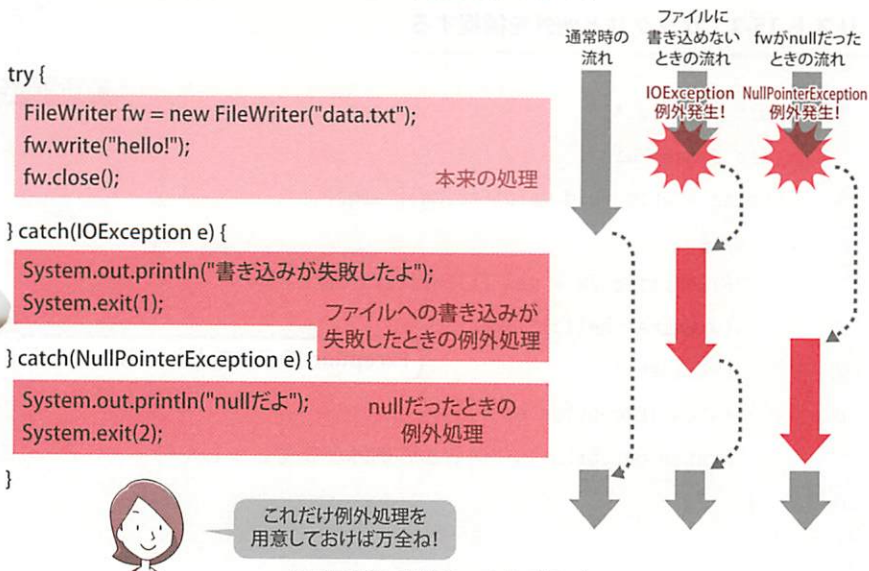 通常時の
流れ
ファイルに
書き込めない
ときの流れ
fwがnullだった
ときの流れ
IOException
例外発生!
NullPointerException
例外発生!
try {
FileWriter fw = new FileWriter("data.txt");
fw.write("hello!");
fw.close();
本来の処理
} catch(IOException e) {
System.out.println("書き込みが失敗したよ");
System.exit(1);
ファイルへの書き込みが
失敗したときの例外処理
} catch(NullPointerException e) {
System.out.println("nullだよ");
System.exit(2);
nullだったときの
例外処理
}
これだけ例外処理を
用意しておけば万全ね!